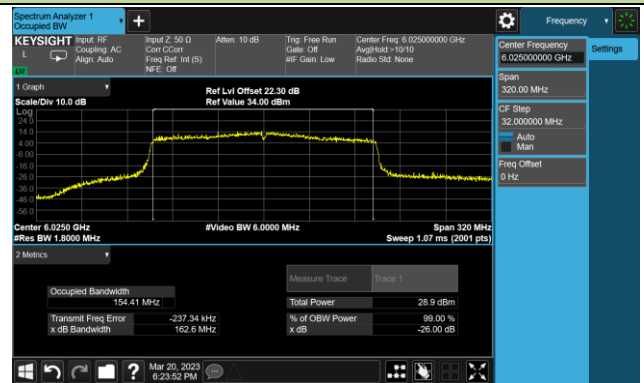 Spectrum Analyzer 1
Occupied BW
Frequency
KEYSIGHT
L
Input: RF
Coupling: AC
Align: Auto
Input Z: 50 Ω
Corr CCorr
Freq Ref: Int (S)
NFE: Off
Atten: 10 dB
Trig: Free Run
Gate: Off
#IF Gain: Low
Center Freq: 6.025000000 GHz
Avg|Hold:>10/10
Radio Std: None
Center Frequency
6.025000000 GHz
Settings
Span
320.00 MHz
CF Step
32.000000 MHz
Auto
Man
Freq Offset
0 Hz
1 Graph
Scale/Div 10.0 dB
Ref Lvl Offset 22.30 dB
Ref Value 34.00 dBm
Log
24.0
14.0
4.00
-6.00
-16.0
-26.0
-36.0
-46.0
-56.0
Center 6.0250 GHz
#Video BW 6.0000 MHz
Span 320 MHz
#Res BW 1.8000 MHz
Sweep 1.07 ms (2001 pts)
2 Metrics
Measure Trace
Trace 1
Occupied Bandwidth
154.41 MHz
Total Power
28.9 dBm
Transmit Freq Error
-237.34 kHz
% of OBW Power
99.00 %
x dB Bandwidth
162.6 MHz
x dB
-26.00 dB
Mar 20, 2023
6:23:52 PM